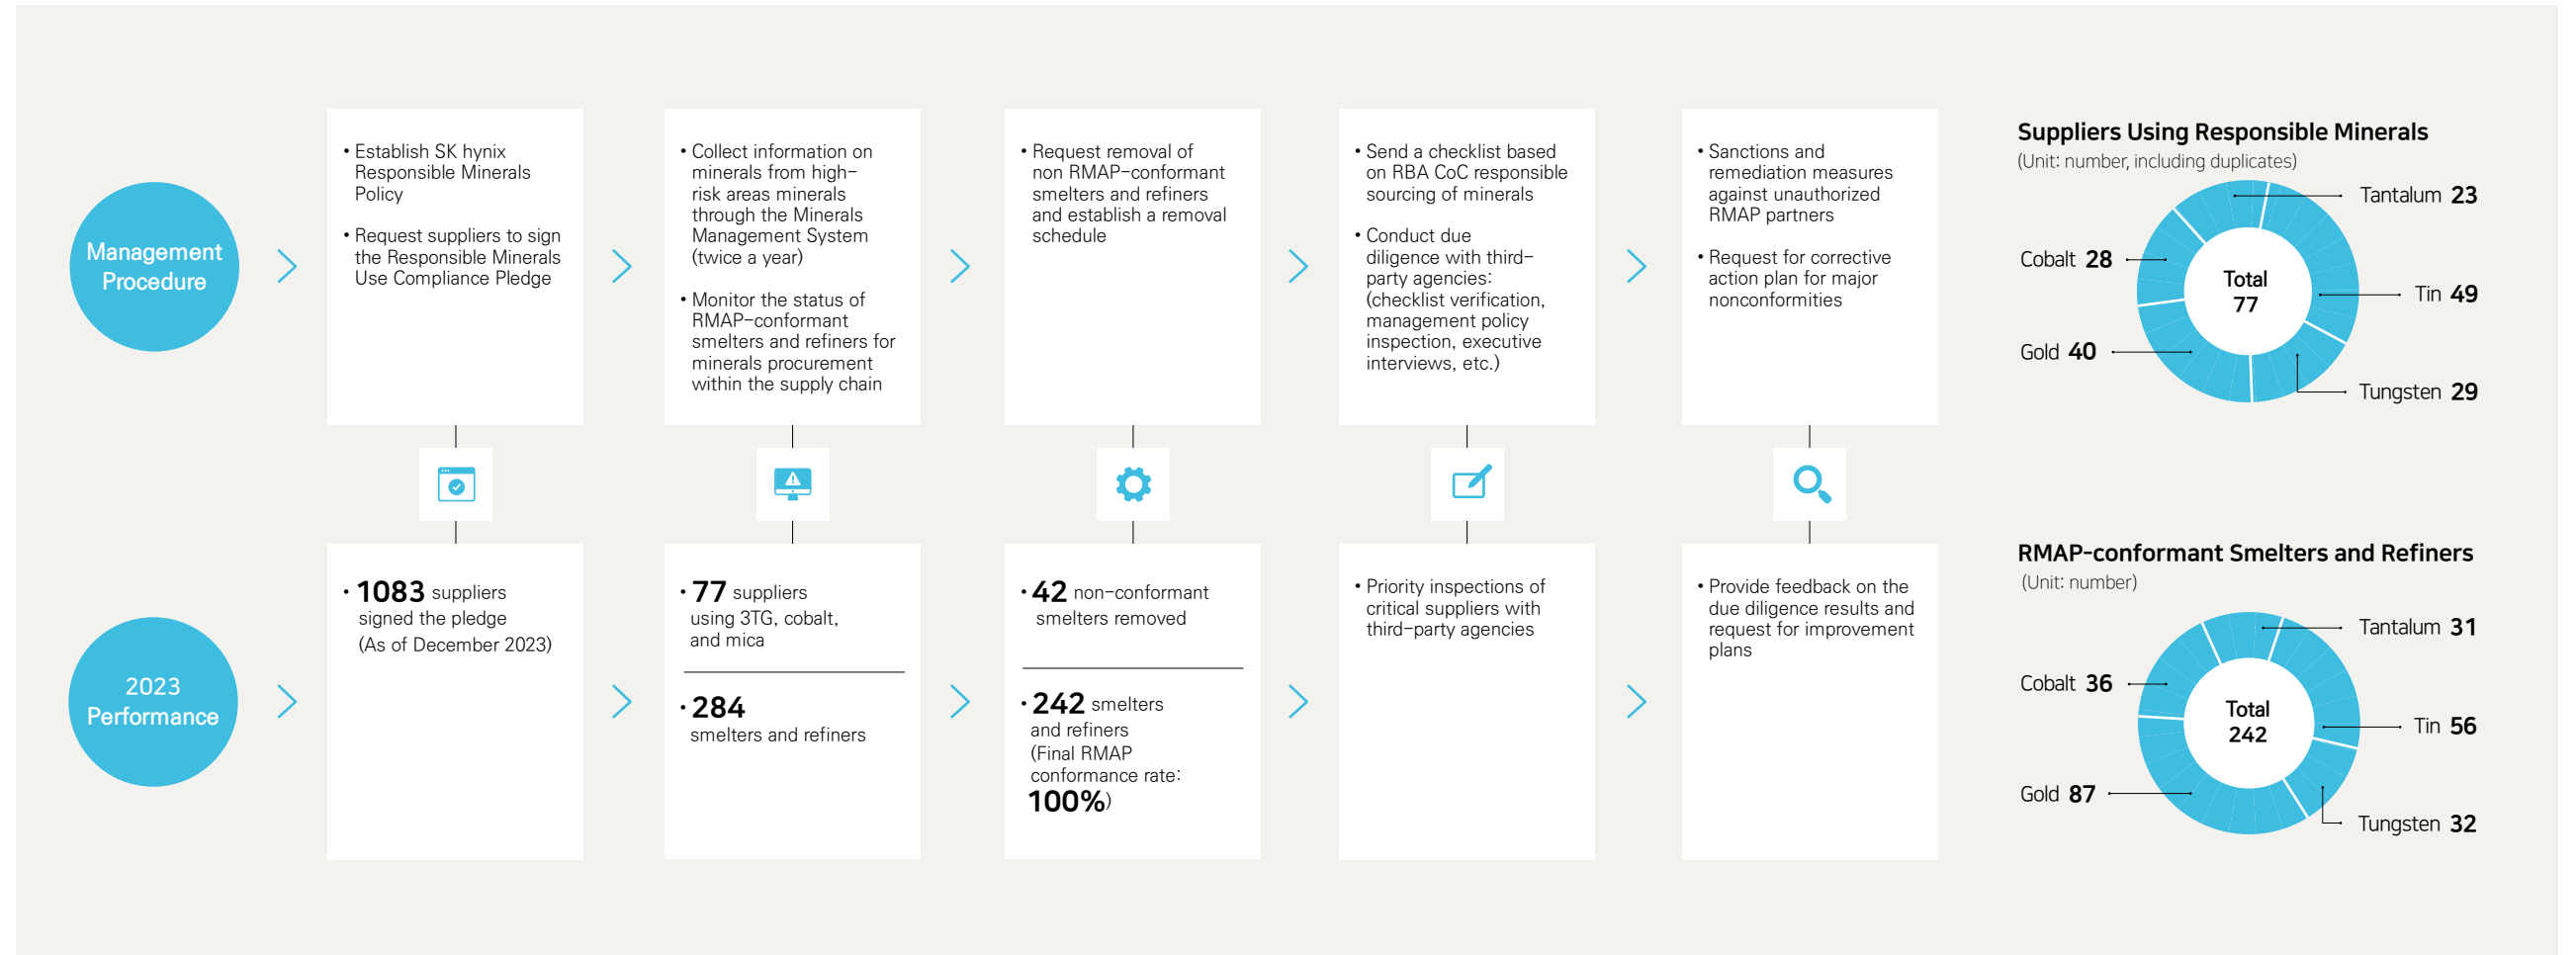 Management
Procedure
• Establish SK hynix
Responsible Minerals
Policy
• Request suppliers to sign
the Responsible Minerals
Use Compliance Pledge
• Collect information on
minerals from high-
risk areas minerals
through the Minerals
Management System
(twice a year)
• Monitor the status of
RMAP-conformant
smelters and refiners for
minerals procurement
within the supply chain
• Request removal of
non RMAP-conformant
smelters and refiners
and establish a removal
schedule
• Send a checklist based
on RBA CoC responsible
sourcing of minerals
• Conduct due
diligence with third-
party agencies:
(checklist verification,
management policy
inspection, executive
interviews, etc.)
• Sanctions and
remediation measures
against unauthorized
RMAP partners
• Request for corrective
action plan for major
nonconformities
2023
Performance
• 1083 suppliers
signed the pledge
(As of December 2023)
• 77 suppliers
using 3TG, cobalt,
and mica
• 284
smelters and refiners
• 42 non-conformant
smelters removed
• 242 smelters
and refiners
(Final RMAP
conformance rate:
100%)
• Priority inspections of
critical suppliers with
third-party agencies
• Provide feedback on the
due diligence results and
request for improvement
plans
Suppliers Using Responsible Minerals
(Unit: number, including duplicates)
Tantalum 23
Cobalt 28
Total
77
Tin 49
Gold 40
Tungsten 29
RMAP-conformant Smelters and Refiners
(Unit: number)
Tantalum 31
Cobalt 36
Total
242
Tin 56
Gold 87
Tungsten 32